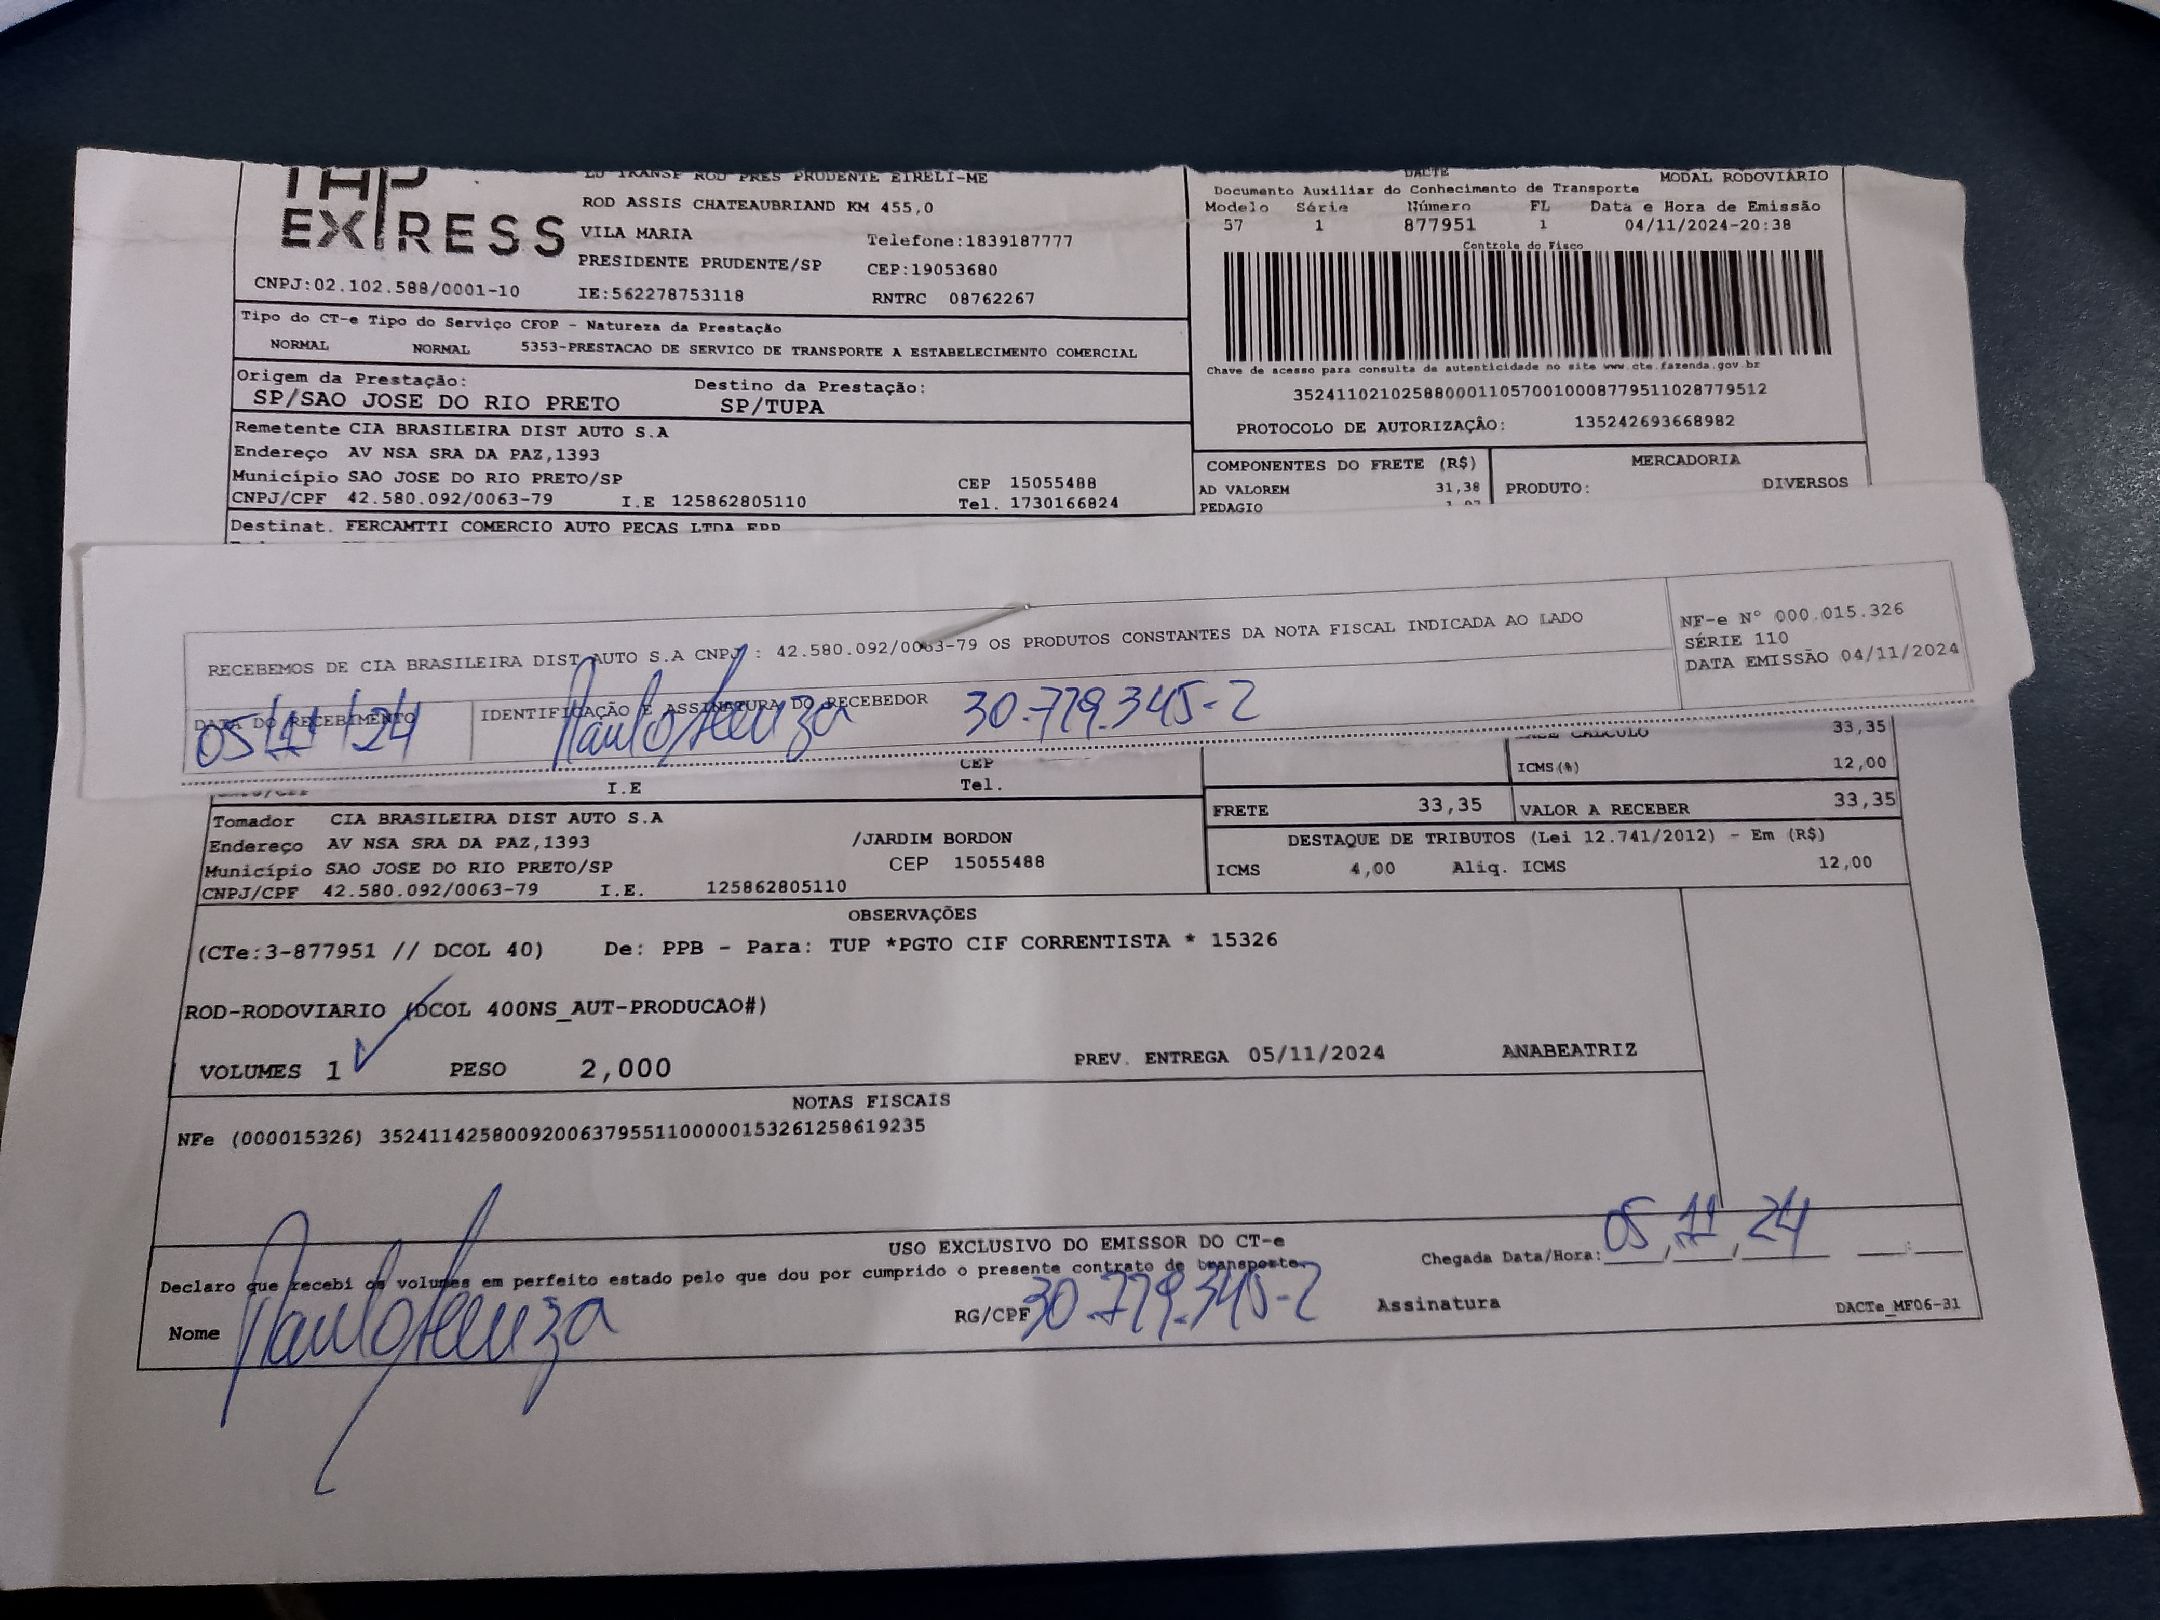 EXPRESS
LU TRANSP ROD PRES PRUDENTE EIRELI-ME
ROD ASSIS CHATEAUBRIAND KM 455,0
VILA MARIA Telefone:1839187777
PRESIDENTE PRUDENTE/SP CEP:19053680
CNPJ:02.102.588/0001-10 IE:562278753118 RNTRC 08762267
DACTE MODAL RODOVIÁRIO
Documento Auxiliar do Conhecimento de Transporte
Modelo Série Número FL Data e Hora de Emissão
57 1 877951 1 04/11/2024-20:38
Controle do Fisco
Chave de acesso para consulta de autenticidade no site www.cte.fazenda.gov.br
35241102102588000110570010008779511028779512
PROTOCOLO DE AUTORIZAÇÃO: 135242693668982
Tipo do CT-e Tipo do Serviço CFOP - Natureza da Prestação
NORMAL NORMAL 5353-PRESTACAO DE SERVICO DE TRANSPORTE A ESTABELECIMENTO COMERCIAL
Origem da Prestação: Destino da Prestação:
SP/SAO JOSE DO RIO PRETO SP/TUPA
Remetente CIA BRASILEIRA DIST AUTO S.A
Endereço AV NSA SRA DA PAZ,1393
Município SAO JOSE DO RIO PRETO/SP CEP 15055488
CNPJ/CPF 42.580.092/0063-79 I.E 125862805110 Tel. 1730166824
COMPONENTES DO FRETE (R$) MERCADORIA
AD VALOREM 31,38 PRODUTO: DIVERSOS
PEDAGIO
Destinat. FERCAMTTI COMERCIO AUTO PECAS LTDA EPP
RECEBEMOS DE CIA BRASILEIRA DIST AUTO S.A CNPJ : 42.580.092/0063-79 OS PRODUTOS CONSTANTES DA NOTA FISCAL INDICADA AO LADO
NF-e Nº 000.015.326
SÉRIE 110
DATA EMISSÃO 04/11/2024
DATA DO RECEBIMENTO IDENTIFICAÇÃO E ASSINATURA DO RECEBEDOR 30.779.345-2
05/11/24
BASE CALCULO 33,35
CEP ICMS(%) 12,00
I.E Tel.
FRETE 33,35 VALOR A RECEBER 33,35
Tomador CIA BRASILEIRA DIST AUTO S.A
Endereço AV NSA SRA DA PAZ,1393 /JARDIM BORDON
Município SAO JOSE DO RIO PRETO/SP CEP 15055488
CNPJ/CPF 42.580.092/0063-79 I.E. 125862805110
DESTAQUE DE TRIBUTOS (Lei 12.741/2012) - Em (R$)
ICMS 4,00 Aliq. ICMS 12,00
OBSERVAÇÕES
(CTe:3-877951 // DCOL 40) De: PPB - Para: TUP *PGTO CIF CORRENTISTA * 15326
ROD-RODOVIARIO (DCOL 400NS_AUT-PRODUCAO#)
VOLUMES 1 PESO 2,000 PREV. ENTREGA 05/11/2024 ANABEATRIZ
NOTAS FISCAIS
NFe (000015326) 35241142580092006379551100000153261258619235
USO EXCLUSIVO DO EMISSOR DO CT-e
Declaro que recebi os volumes em perfeito estado pelo que dou por cumprido o presente contrato de transporte.
Chegada Data/Hora: 05/11/24
Nome RG/CPF 30.779.345-2 Assinatura DACTe_MF06-31